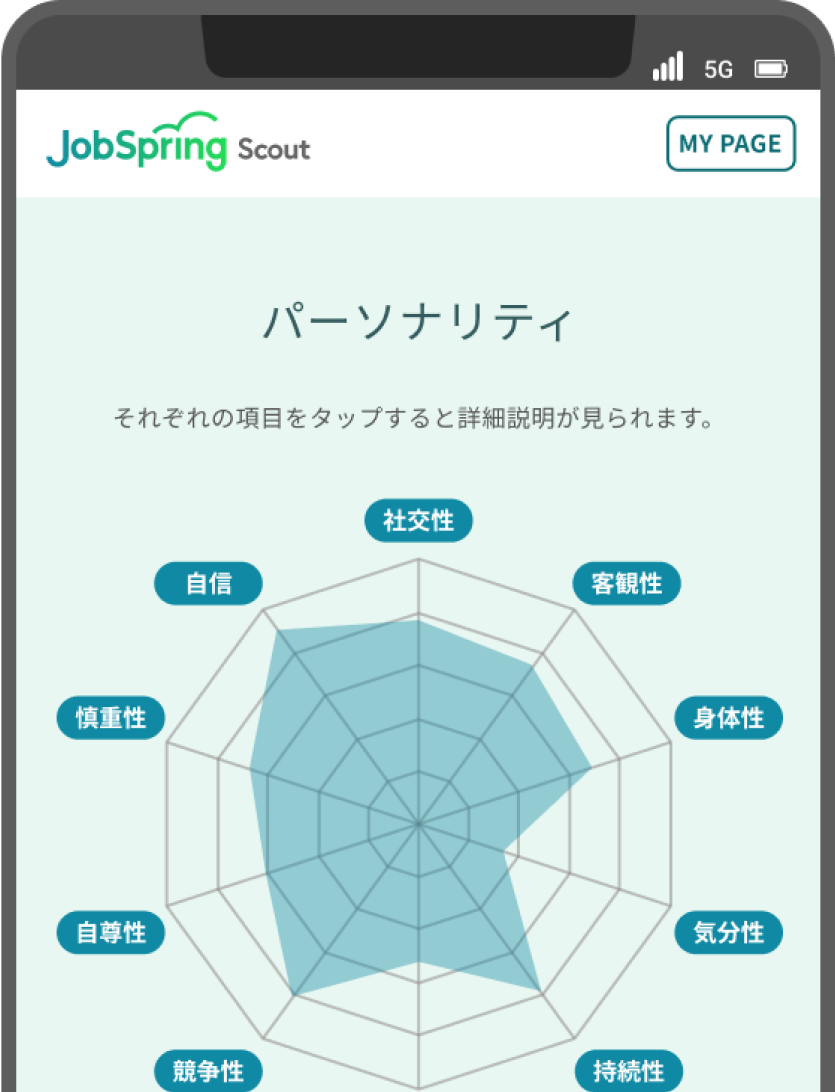 5G
JobSpring Scout
MY PAGE
パーソナリティ
それぞれの項目をタップすると詳細説明が見られます。
社交性
自信
客観性
慎重性
身体性
自尊性
気分性
競争性
持続性